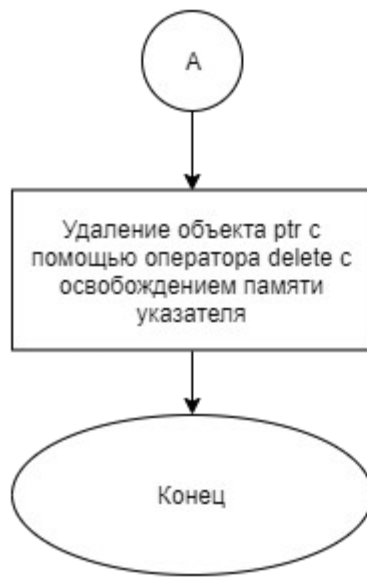 А
Удаление объекта ptr с
помощью оператора delete с
освобождением памяти
указателя
Конец